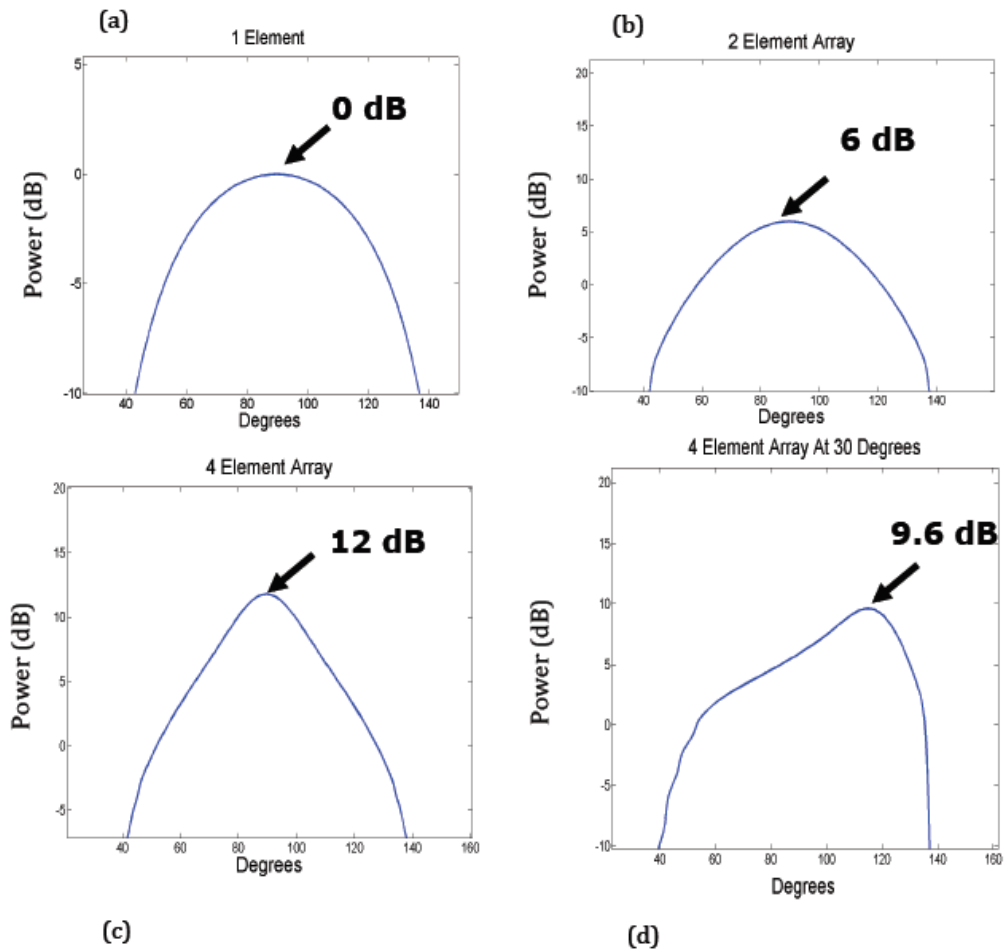 (a)
1 Element
5
0
-5
-10
40 60 80 100 120 140
Degrees
Power (dB)
0 dB
(b)
2 Element Array
20
15
10
5
0
-5
-10
40 60 80 100 120 140
Degrees
Power (dB)
6 dB
4 Element Array
20
15
10
5
0
-5
40 60 80 100 120 140 160
Degrees
Power (dB)
12 dB
(c)
4 Element Array At 30 Degrees
20
15
10
5
0
-5
-10
40 60 80 100 120 140 160
Degrees
Power (dB)
9.6 dB
(d)